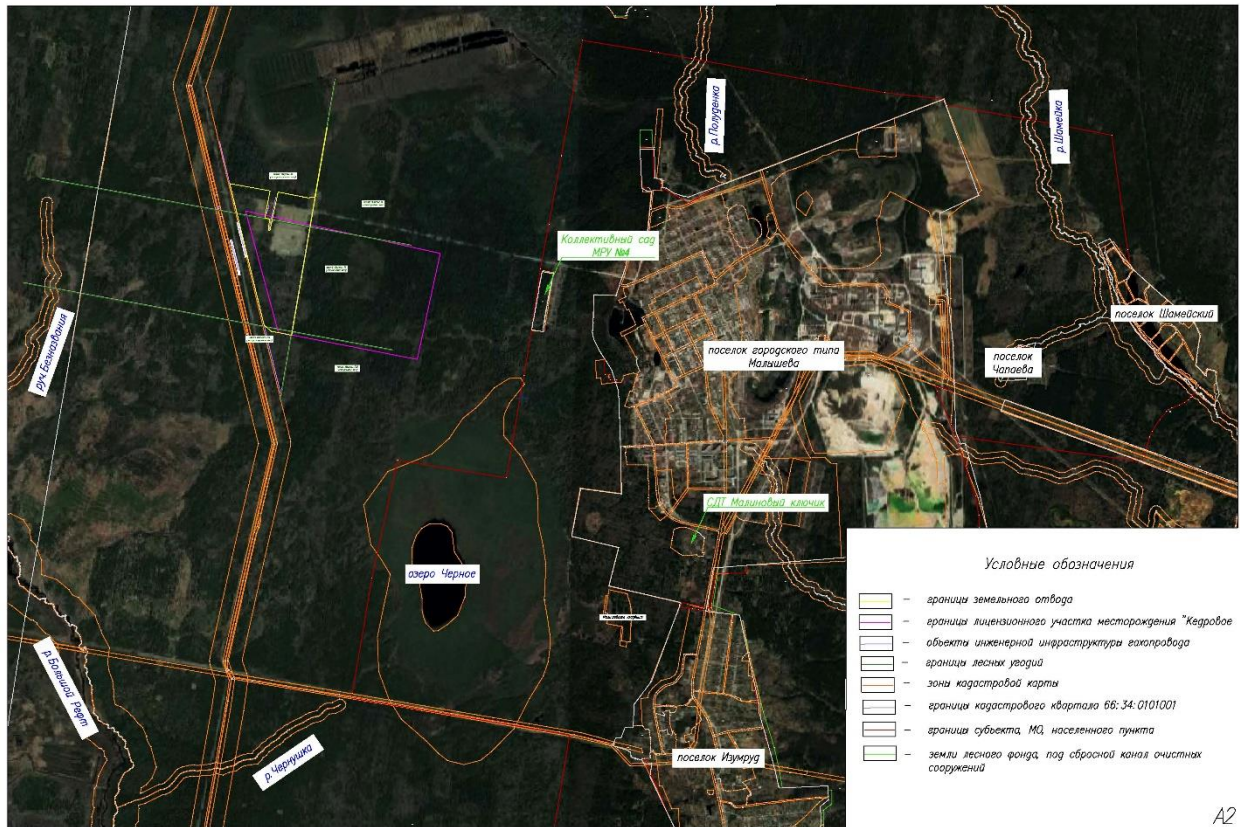 р.Полуденка
р.Шамейка
Коллективный сад
МРУ №4
поселок Шамейский
поселок городского типа
Малышева
поселок
Чапаева
руч.Безназвания
СДТ Малиновый ключик
озеро Черное
р.Большой Рефт
р.Чернушка
поселок Изумруд
Условные обозначения
– границы земельного отвода
– границы лицензионного участка месторождения "Кедровое
– объекты инженерной инфраструктуры газопровода
– границы лесных угодий
– зоны кадастровой карты
– границы кадастрового квартала 66:34:0101001
– границы субъекта, МО, населенного пункта
– земли лесного фонда, под сбросной канал очистных
сооружений
А2